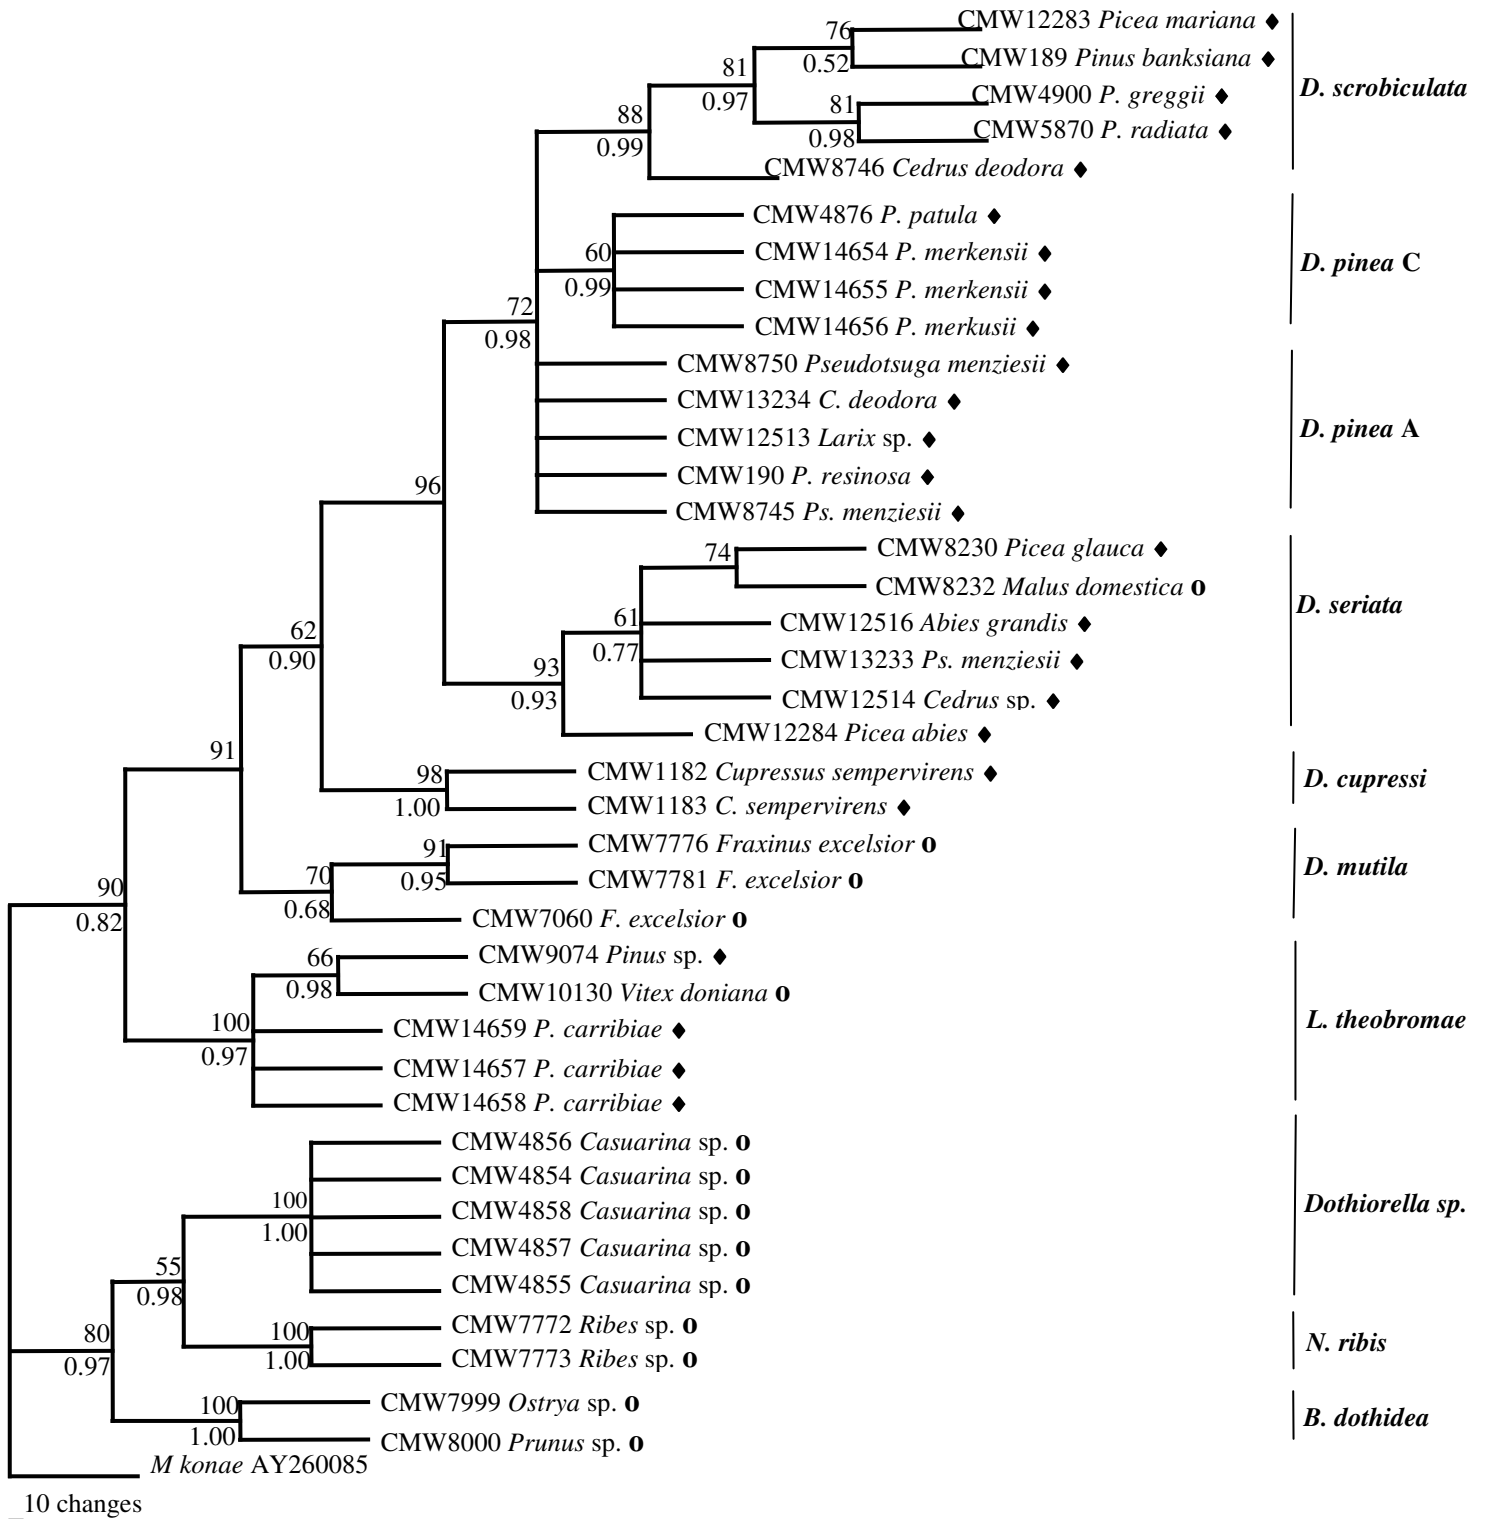 CMW12283 Picea mariana ♦
76
0.52
CMW189 Pinus banksiana ♦
81
0.97
CMW4900 P. greggii ♦
81
0.98
CMW5870 P. radiata ♦
D. scrobiculata
88
0.99
CMW8746 Cedrus deodora ♦
CMW4876 P. patula ♦
60
0.99
CMW14654 P. merkensii ♦
CMW14655 P. merkensii ♦
CMW14656 P. merkusii ♦
D. pinea C
72
0.98
CMW8750 Pseudotsuga menziesii ♦
CMW13234 C. deodora ♦
CMW12513 Larix sp. ♦
CMW190 P. resinosa ♦
CMW8745 Ps. menziesii ♦
D. pinea A
96
74
CMW8230 Picea glauca ♦
CMW8232 Malus domestica o
61
0.77
CMW12516 Abies grandis ♦
CMW13233 Ps. menziesii ♦
CMW12514 Cedrus sp. ♦
93
0.93
CMW12284 Picea abies ♦
D. seriata
62
0.90
98
1.00
CMW1182 Cupressus sempervirens ♦
CMW1183 C. sempervirens ♦
D. cupressi
91
91
0.95
CMW7776 Fraxinus excelsior o
CMW7781 F. excelsior o
70
0.68
CMW7060 F. excelsior o
D. mutila
90
0.82
66
0.98
CMW9074 Pinus sp. ♦
CMW10130 Vitex doniana o
100
0.97
CMW14659 P. carribiae ♦
CMW14657 P. carribiae ♦
CMW14658 P. carribiae ♦
L. theobromae
100
1.00
CMW4856 Casuarina sp. o
CMW4854 Casuarina sp. o
CMW4858 Casuarina sp. o
CMW4857 Casuarina sp. o
CMW4855 Casuarina sp. o
Dothiorella sp.
55
0.98
100
1.00
CMW7772 Ribes sp. o
CMW7773 Ribes sp. o
N. ribis
80
0.97
100
1.00
CMW7999 Ostrya sp. o
CMW8000 Prunus sp. o
B. dothidea
M konae AY260085
10 changes